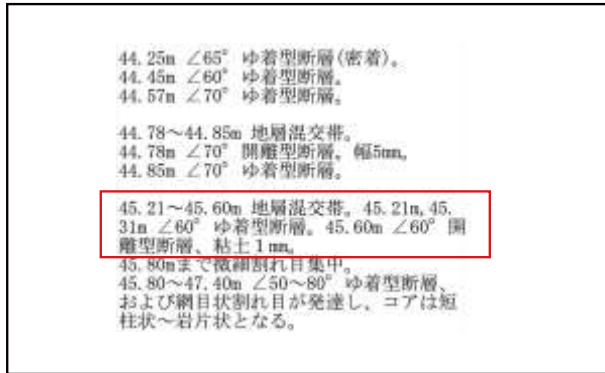 44.25m ∠65° ゆ着型断層(密着)。
44.45m ∠60° ゆ着型断層。
44.57m ∠70° ゆ着型断層。
44.78～44.85m 地層混交帯。
44.78m ∠70° 開離型断層。幅5mm。
44.85m ∠70° ゆ着型断層。
45.21～45.60m 地層混交帯。45.21m,45.
31m ∠60° ゆ着型断層。45.60m ∠60° 開
離型断層、粘土1mm。
45.80mまで微細割れ目集中。
45.80～47.40m ∠50～80° ゆ着型断層、
および網目状割れ目が発達し、コアは短
柱状～岩片状となる。